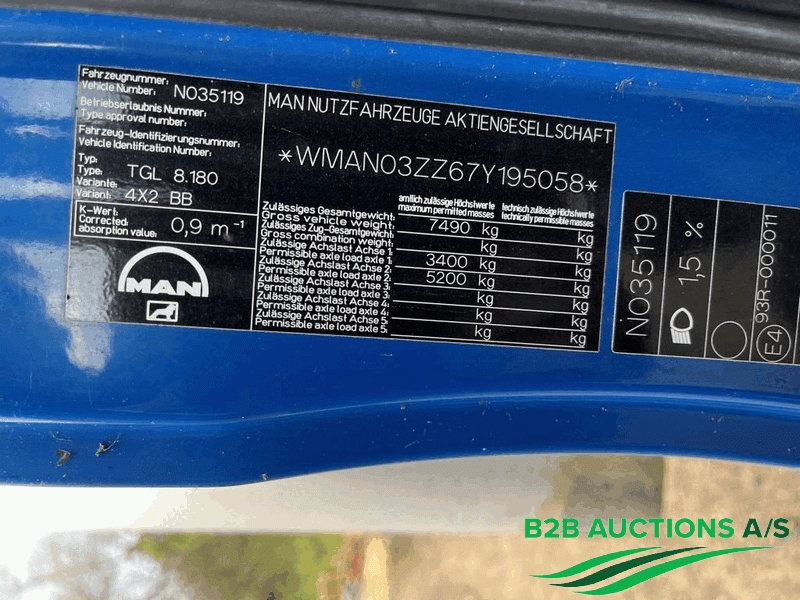 Fahrzeugnummer:
Vehicle Number: N035119
Betriebserlaubnis Nummer:
Type approval number:
Fahrzeug-Identifizierungsnummer:
Vehicle Identification Number:
Typ:
Type: TGL 8.180
Variante:
Variant: 4X2 BB
K-Wert:
Corrected
absorption value: 0,9 m⁻¹
MAN
MAN NUTZFAHRZEUGE AKTIENGESELLSCHAFT
*WMAN03ZZ67Y195058*
amtlich zulässige Höchstwerte technisch zulässige Höchstwerte
maximum permitted masses technically permissible masses
Zulässiges Gesamtgewicht:
Gross vehicle weight: 7490 kg kg
Zulässiges Zug-Gesamtgewicht:
Gross combination weight: kg kg
Zulässige Achslast Achse 1:
Permissible axle load axle 1: 3400 kg kg
Zulässige Achslast Achse 2:
Permissible axle load axle 2: 5200 kg kg
Zulässige Achslast Achse 3:
Permissible axle load axle 3: kg kg
Zulässige Achslast Achse 4:
Permissible axle load axle 4: kg kg
Zulässige Achslast Achse 5:
Permissible axle load axle 5: kg kg
N035119
1,5 %
E4 93R-000011
B2B AUCTIONS A/S